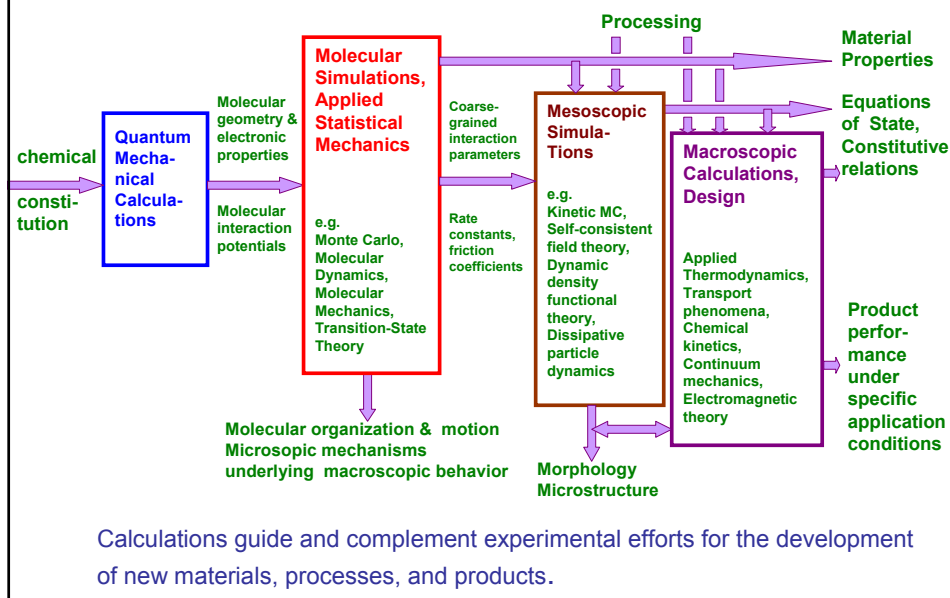 Processing
Material
Properties
Molecular
Simulations,
Applied
Statistical
Mechanics
e.g.
Monte Carlo,
Molecular
Dynamics,
Molecular
Mechanics,
Transition-State
Theory
Equations
of State,
Constitutive
relations
Molecular
geometry &
electronic
properties
Coarse-
grained
interaction
parameters
Mesoscopic
Simula-
Tions
e.g.
Kinetic MC,
Self-consistent
field theory,
Dynamic
density
functional
theory,
Dissipative
particle
dynamics
chemical
consti-
tution
Quantum
Mecha-
nical
Calcula-
tions
Macroscopic
Calculations,
Design
Applied
Thermodynamics,
Transport
phenomena,
Chemical
kinetics,
Continuum
mechanics,
Electromagnetic
theory
Molecular
interaction
potentials
Rate
constants,
friction
coefficients
Product
perfor-
mance
under
specific
application
conditions
Molecular organization & motion
Microsopic mechanisms
underlying macroscopic behavior
Morphology
Microstructure
Calculations guide and complement experimental efforts for the development
of new materials, processes, and products.